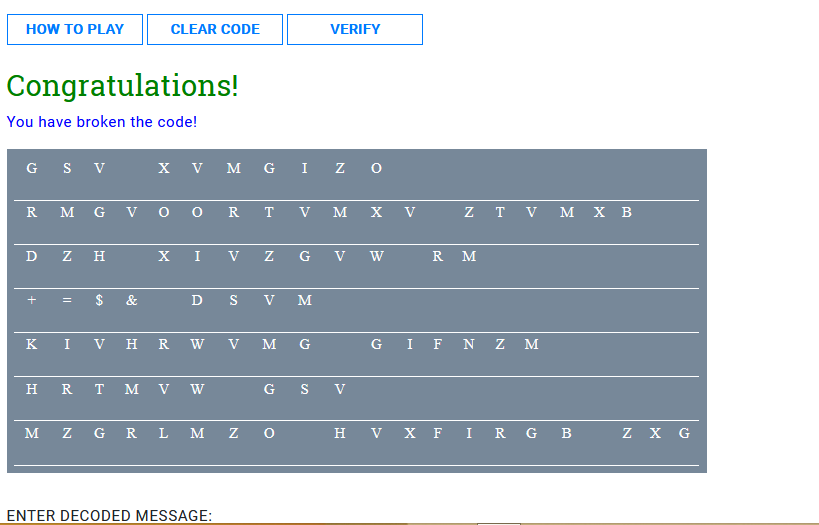 HOW TO PLAY CLEAR CODE VERIFY
Congratulations!
You have broken the code!
G S V X V M G I Z O
R M G V O O R T V M X V Z T V M X B
D Z H X I V Z G V W R M
+ = $ & D S V M
K I V H R W V M G G I F N Z M
H R T M V W G S V
M Z G R L M Z O H V X F I R G B Z X G
ENTER DECODED MESSAGE: